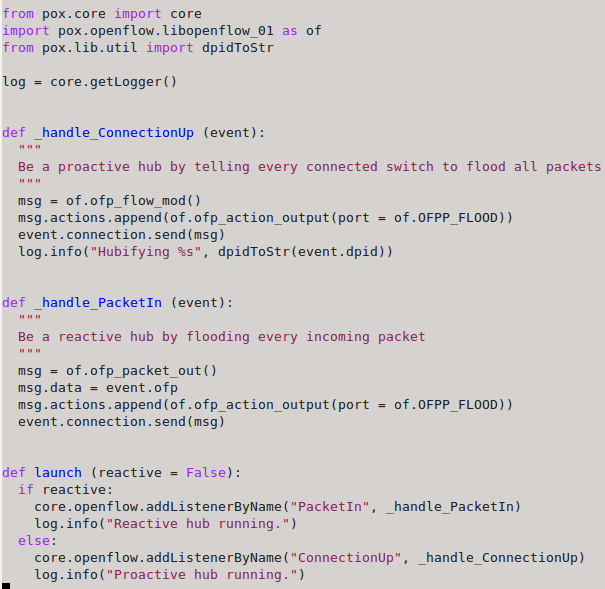 from pox.core import core
import pox.openflow.libopenflow_01 as of
from pox.lib.util import dpidToStr

log = core.getLogger()


def _handle_ConnectionUp (event):
  """
  Be a proactive hub by telling every connected switch to flood all packets
  """
  msg = of.ofp_flow_mod()
  msg.actions.append(of.ofp_action_output(port = of.OFPP_FLOOD))
  event.connection.send(msg)
  log.info("Hubifying %s", dpidToStr(event.dpid))


def _handle_PacketIn (event):
  """
  Be a reactive hub by flooding every incoming packet
  """
  msg = of.ofp_packet_out()
  msg.data = event.ofp
  msg.actions.append(of.ofp_action_output(port = of.OFPP_FLOOD))
  event.connection.send(msg)


def launch (reactive = False):
  if reactive:
    core.openflow.addListenerByName("PacketIn", _handle_PacketIn)
    log.info("Reactive hub running.")
  else:
    core.openflow.addListenerByName("ConnectionUp", _handle_ConnectionUp)
    log.info("Proactive hub running.")